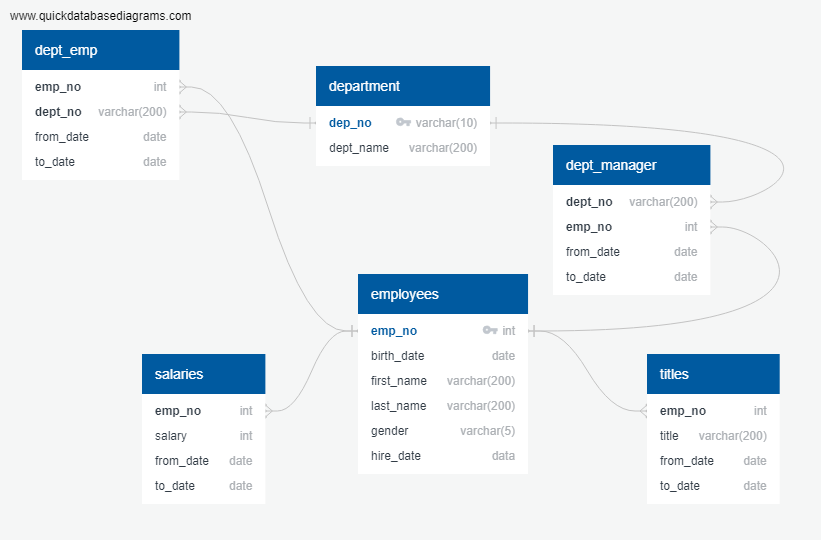 www.quickdatabasediagrams.com
dept_emp
emp_no int
dept_no varchar(200)
from_date date
to_date date
department
dep_no varchar(10)
dept_name varchar(200)
dept_manager
dept_no varchar(200)
emp_no int
from_date date
to_date date
employees
emp_no int
birth_date date
first_name varchar(200)
last_name varchar(200)
gender varchar(5)
hire_date data
salaries
emp_no int
salary int
from_date date
to_date date
titles
emp_no int
title varchar(200)
from_date date
to_date date